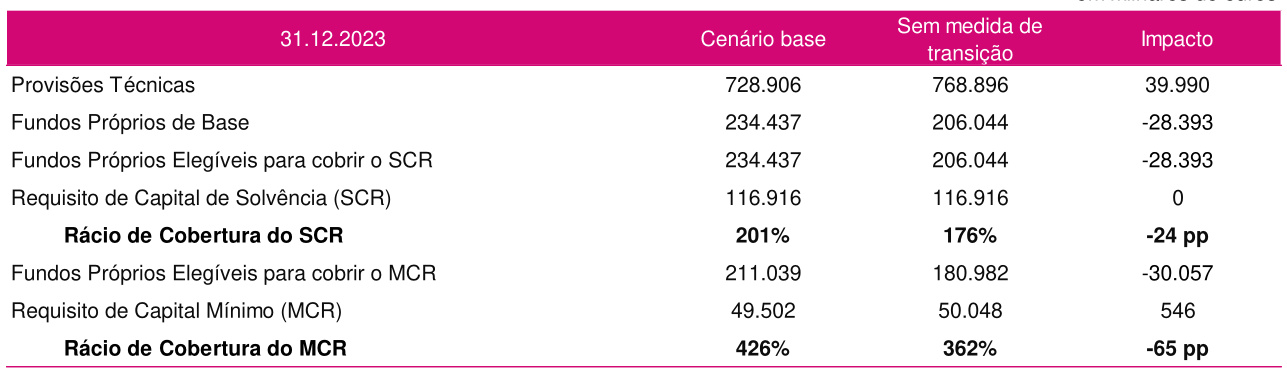 31.12.2023 Cenário base Sem medida de transição Impacto
Provisões Técnicas 728.906 768.896 39.990
Fundos Próprios de Base 234.437 206.044 -28.393
Fundos Próprios Elegíveis para cobrir o SCR 234.437 206.044 -28.393
Requisito de Capital de Solvência (SCR) 116.916 116.916 0
Rácio de Cobertura do SCR 201% 176% -24 pp
Fundos Próprios Elegíveis para cobrir o MCR 211.039 180.982 -30.057
Requisito de Capital Mínimo (MCR) 49.502 50.048 546
Rácio de Cobertura do MCR 426% 362% -65 pp